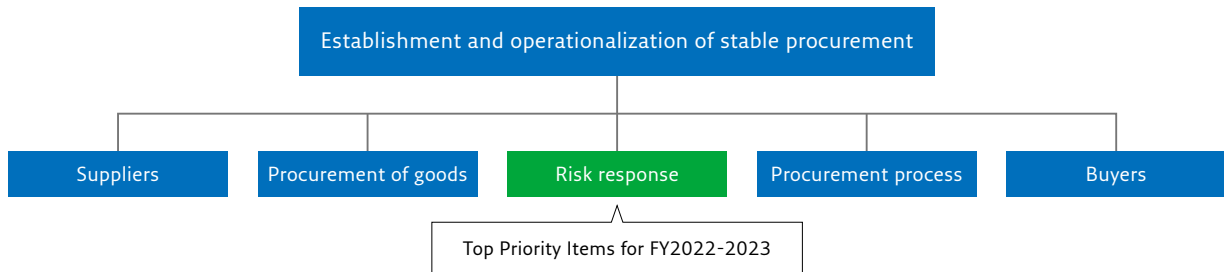 Establishment and operationalization of stable procurement
Suppliers
Procurement of goods
Risk response
Procurement process
Buyers
Top Priority Items for FY2022-2023